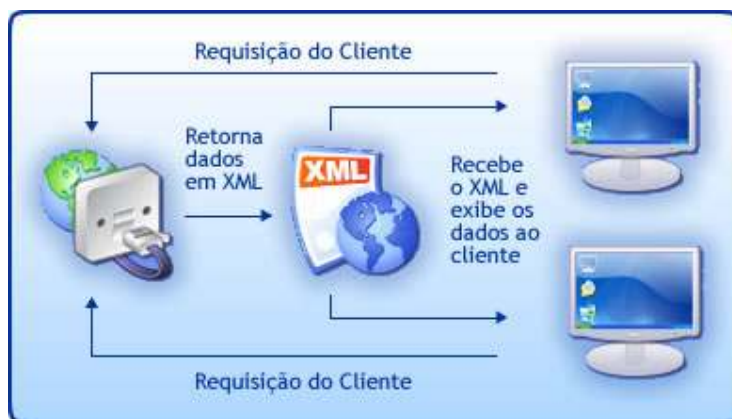 Requisição do Cliente
Retorna
dados
em XML
XML
Recebe
o XML e
exibe os
dados ao
cliente
Requisição do Cliente